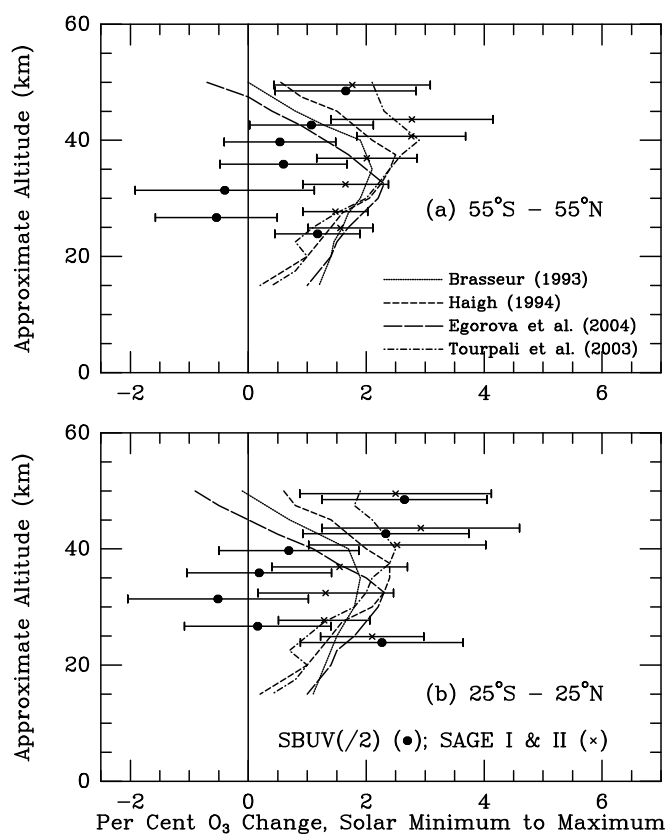 60
40
20
0
Approximate Altitude (km)
(a) 55°S – 55°N
Brasseur (1993)
Haigh (1994)
Egorova et al. (2004)
Tourpali et al. (2003)
−2 0 2 4 6
60
40
20
0
Approximate Altitude (km)
(b) 25°S – 25°N
SBUV(/2) (●); SAGE I & II (×)
−2 0 2 4 6
Per Cent O₃ Change, Solar Minimum to Maximum